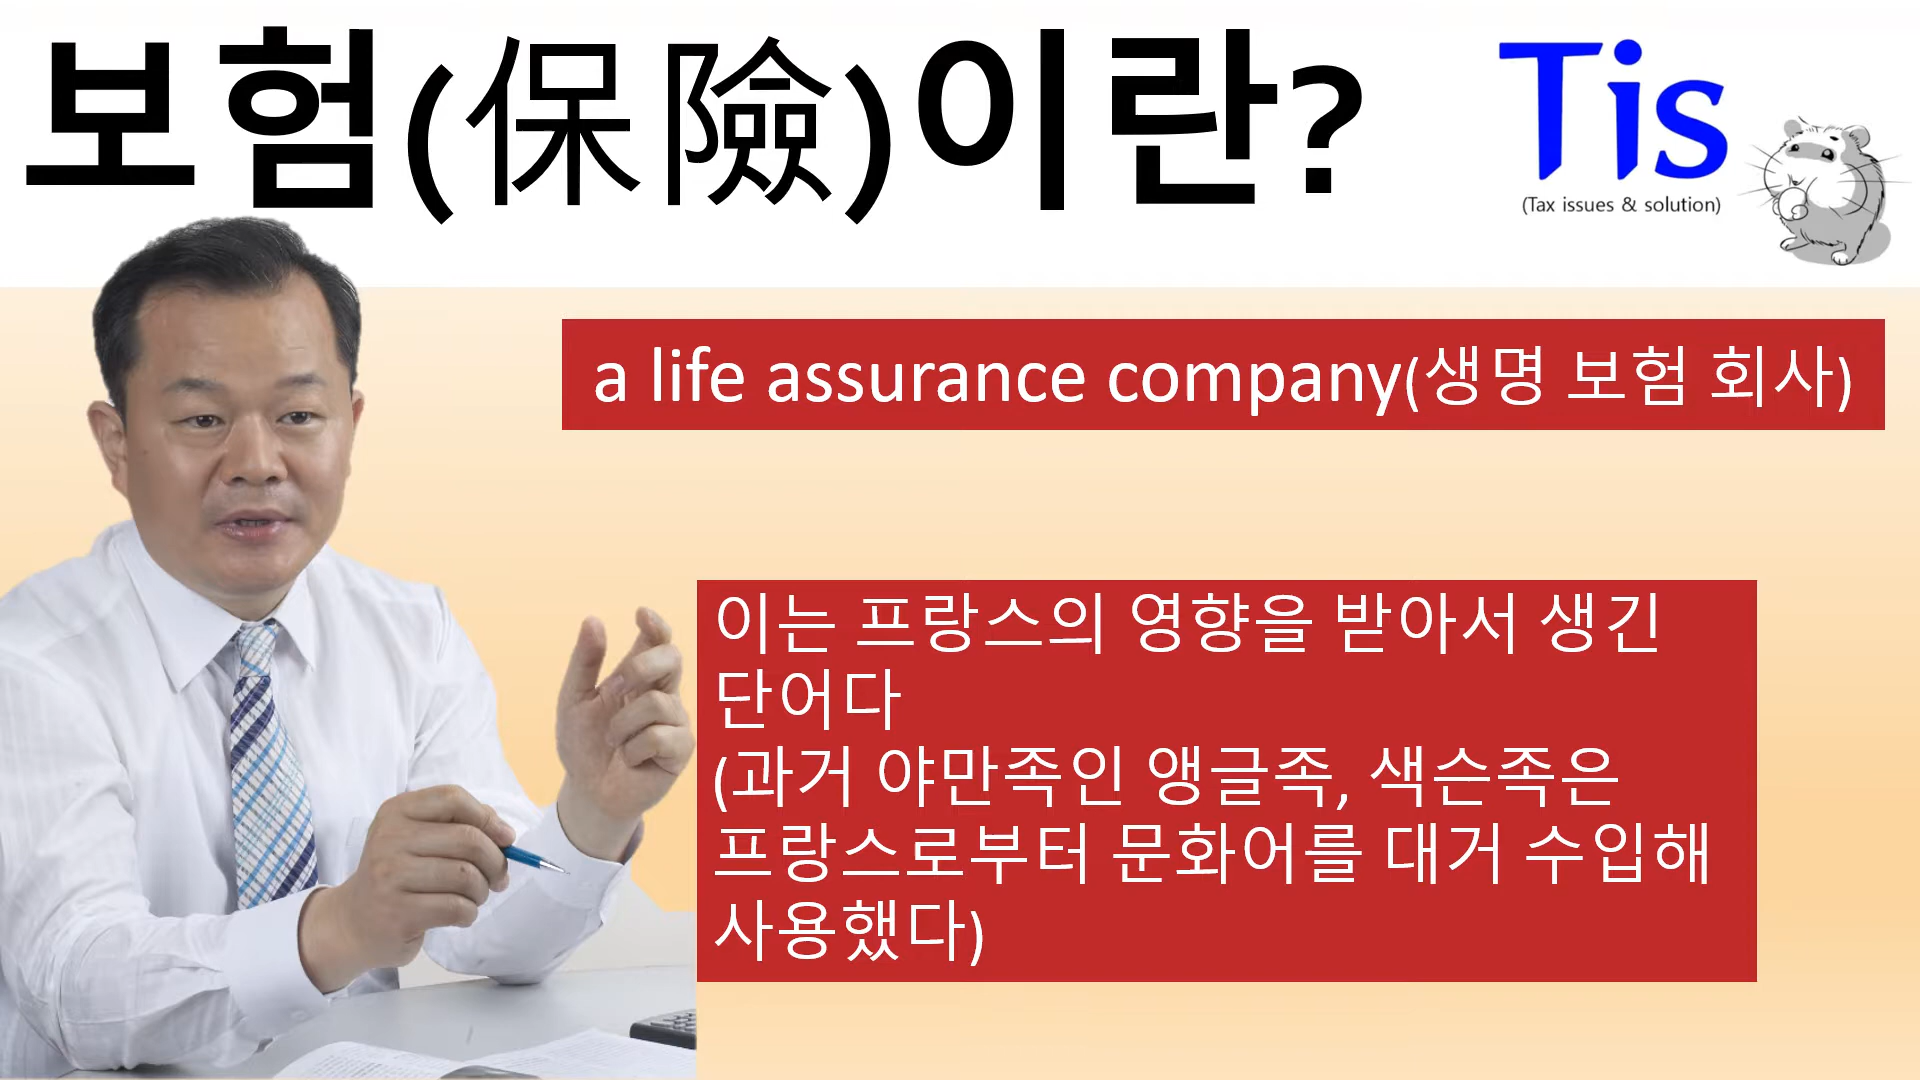 보험(保險)이란?
Tis
(Tax issues & solution)
a life assurance company(생명 보험 회사)
이는 프랑스의 영향을 받아서 생긴
단어다
(과거 야만족인 앵글족, 색슨족은
프랑스로부터 문화어를 대거 수입해
사용했다)